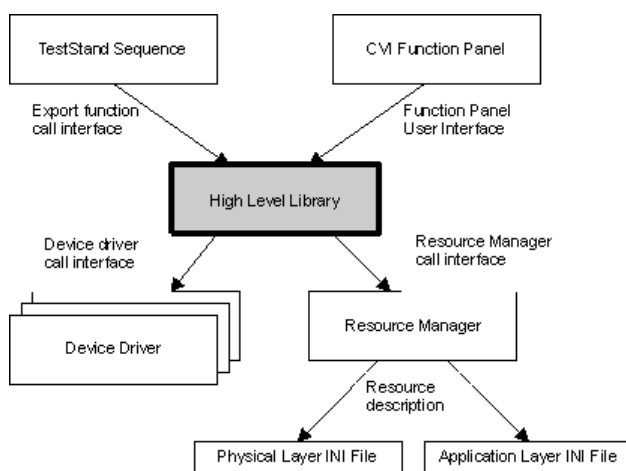 TestStand Sequence
CVI Function Panel
Export function
call interface
Function Panel
User Interface
High Level Library
Device driver
call interface
Resource Manager
call interface
Device Driver
Resource Manager
Resource
description
Physical Layer INI File
Application Layer INI File